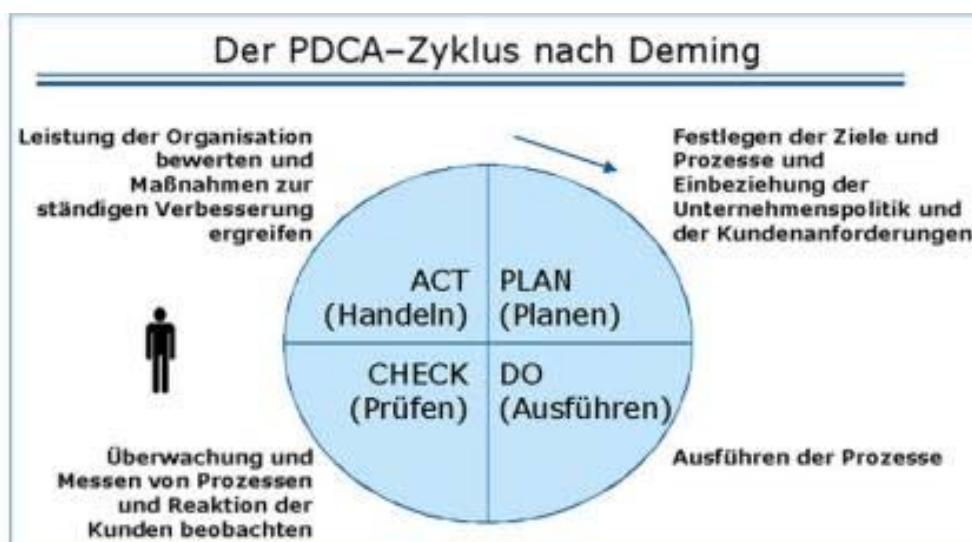 Der PDCA–Zyklus nach Deming
Leistung der Organisation
bewerten und
Maßnahmen zur
ständigen Verbesserung
ergreifen
Festlegen der Ziele und
Prozesse und
Einbeziehung der
Unternehmenspolitik und
der Kundenanforderungen
ACT
(Handeln)
PLAN
(Planen)
CHECK
(Prüfen)
DO
(Ausführen)
Überwachung und
Messen von Prozessen
und Reaktion der
Kunden beobachten
Ausführen der Prozesse